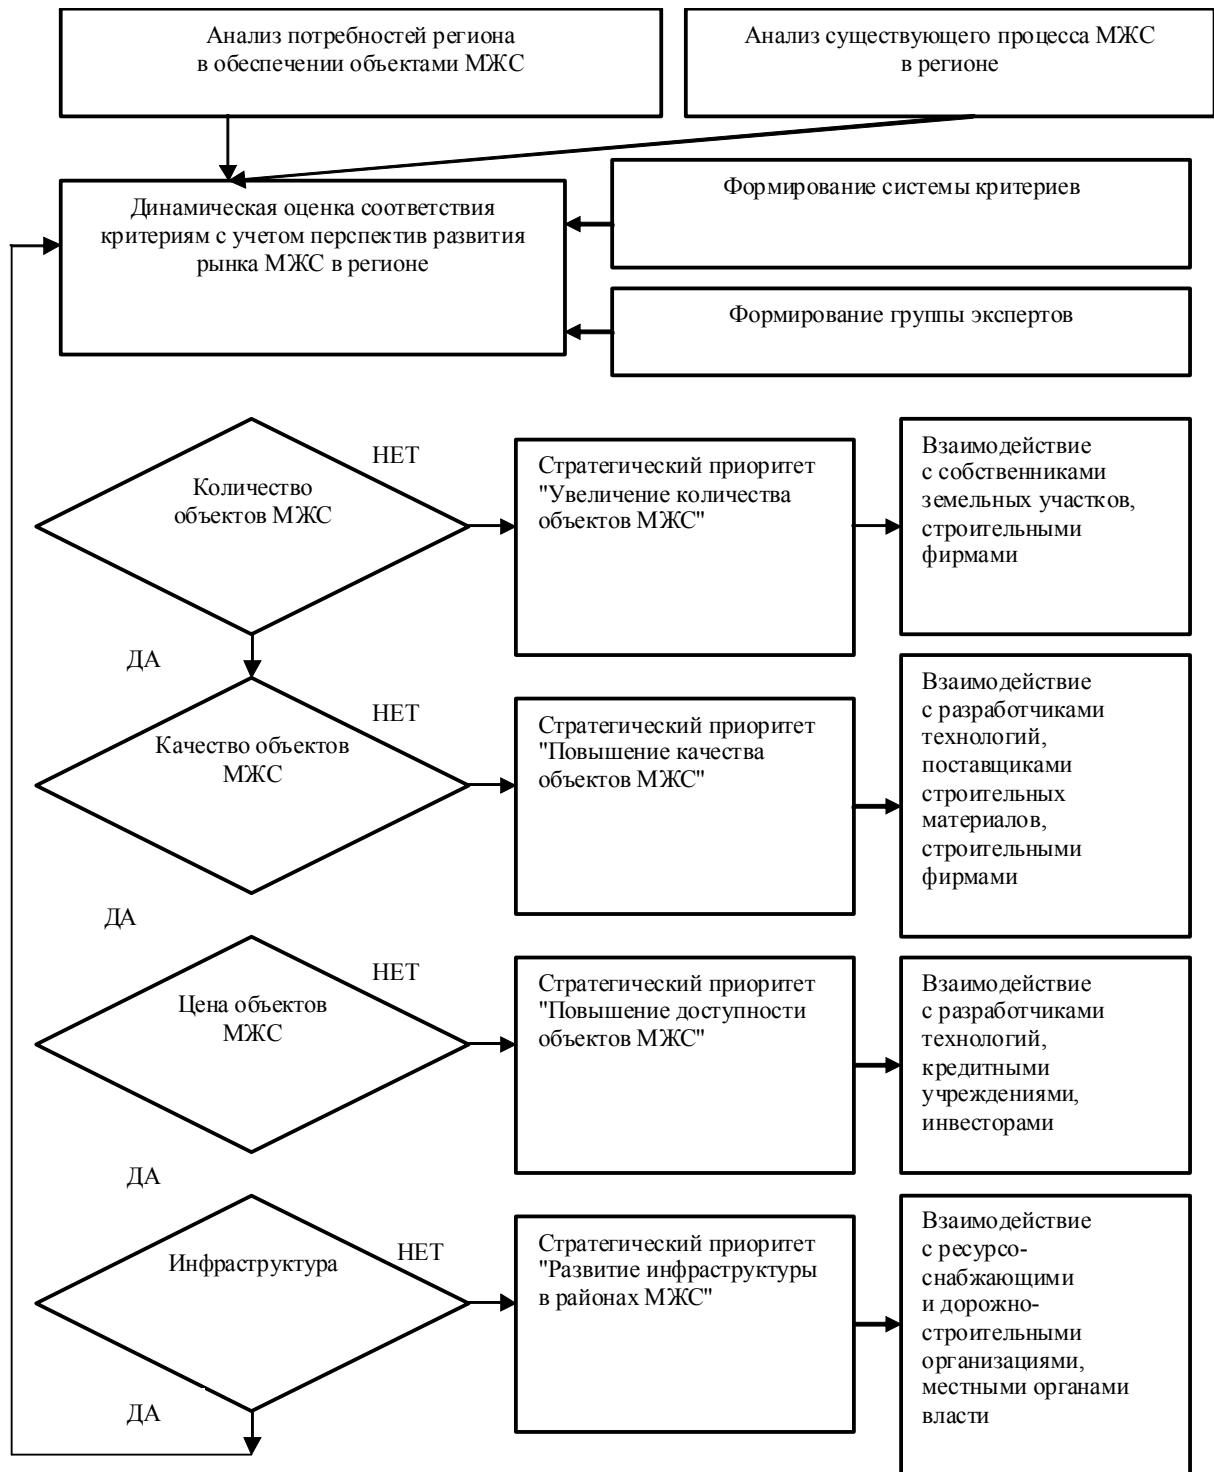 Анализ потребностей региона
в обеспечении объектами МЖС
Анализ существующего процесса МЖС
в регионе
Динамическая оценка соответствия
критериям с учетом перспектив развития
рынка МЖС в регионе
Формирование системы критериев
Формирование группы экспертов
Количество
объектов МЖС
НЕТ
Стратегический приоритет
"Увеличение количества
объектов МЖС"
Взаимодействие
с собственниками
земельных участков,
строительными
фирмами
ДА
Качество объектов
МЖС
НЕТ
Стратегический приоритет
"Повышение качества
объектов МЖС"
Взаимодействие
с разработчиками
технологий,
поставщиками
строительных
материалов,
строительными
фирмами
ДА
Цена объектов
МЖС
НЕТ
Стратегический приоритет
"Повышение доступности
объектов МЖС"
Взаимодействие
с разработчиками
технологий,
кредитными
учреждениями,
инвесторами
ДА
Инфраструктура
НЕТ
Стратегический приоритет
"Развитие инфраструктуры
в районах МЖС"
Взаимодействие
с ресурсо-
снабжающими
и дорожно-
строительными
организациями,
местными органами
власти
ДА